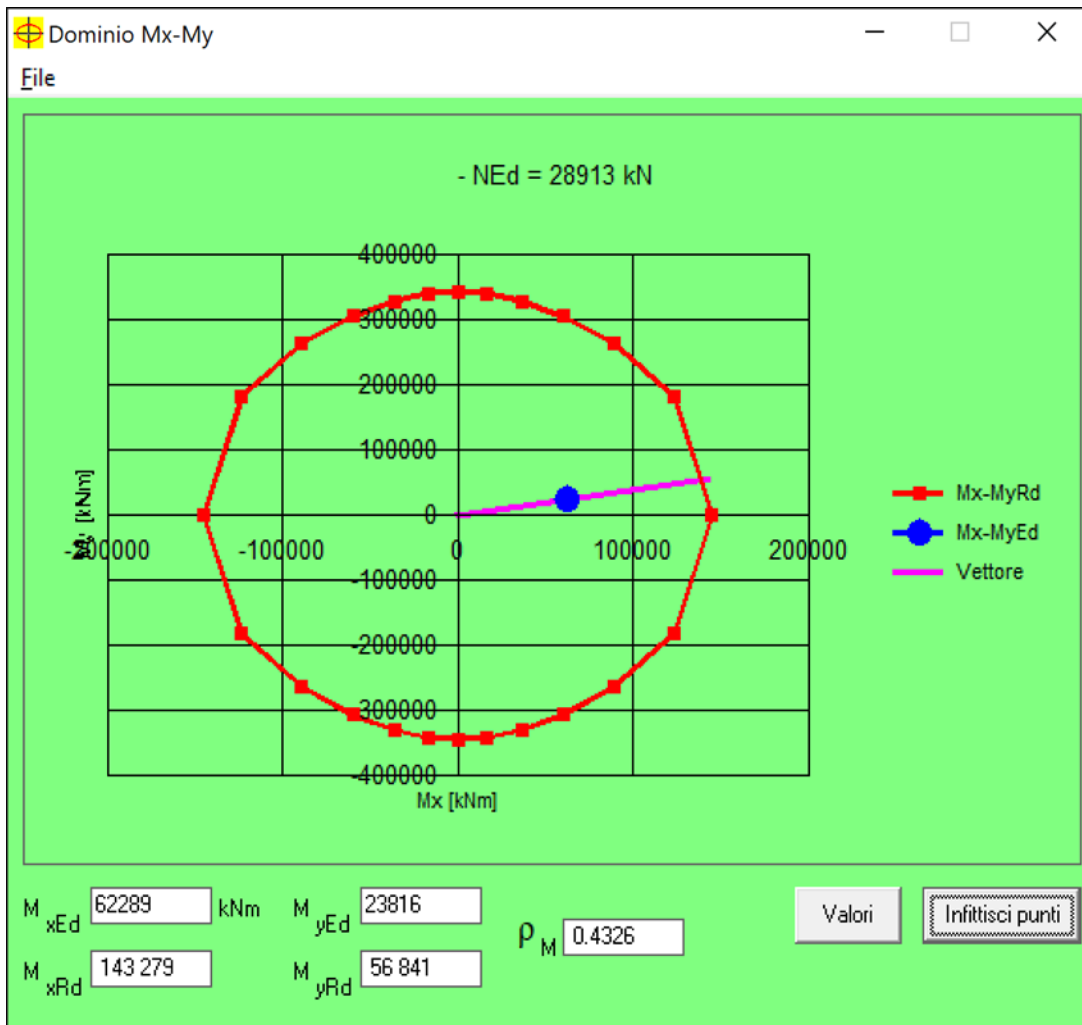 Dominio Mx-My
File
- NEd = 28913 kN
400000
300000
200000
100000
0
-100000
-200000
-300000
-400000
-200000 -100000 0 100000 200000
[kNm]
Mx [kNm]
Mx-MyRd
Mx-MyEd
Vettore
M xEd 62289 kNm M yEd 23816
M xRd 143 279 M yRd 56 841
ρ M 0.4326
Valori
Infittisci punti